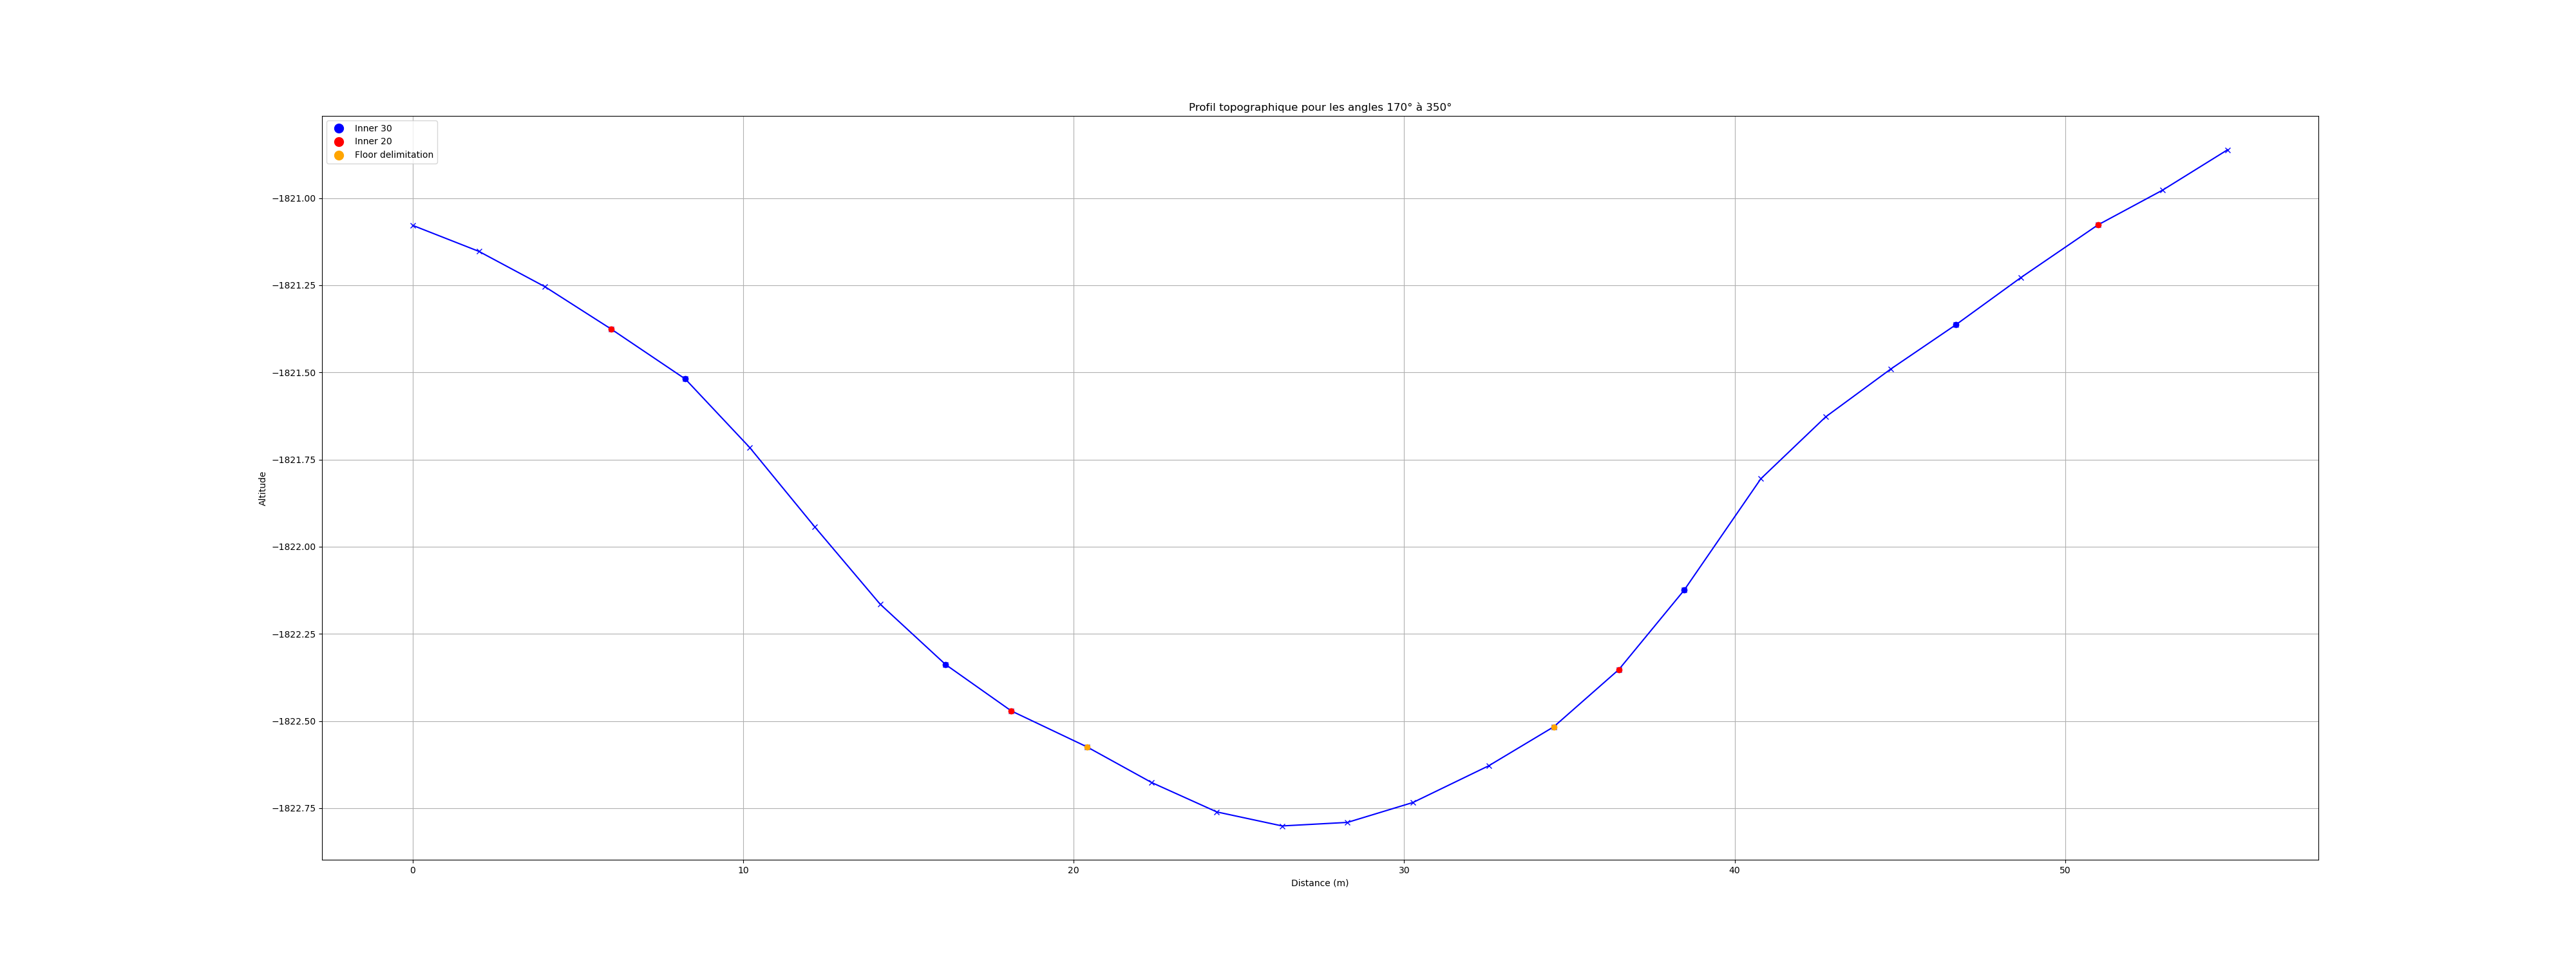 Profil topographique pour les angles 170° à 350°
Inner 30
Inner 20
Floor delimitation
−1821.00
−1821.25
−1821.50
−1821.75
−1822.00
−1822.25
−1822.50
−1822.75
Altitude
0 10 20 30 40 50
Distance (m)